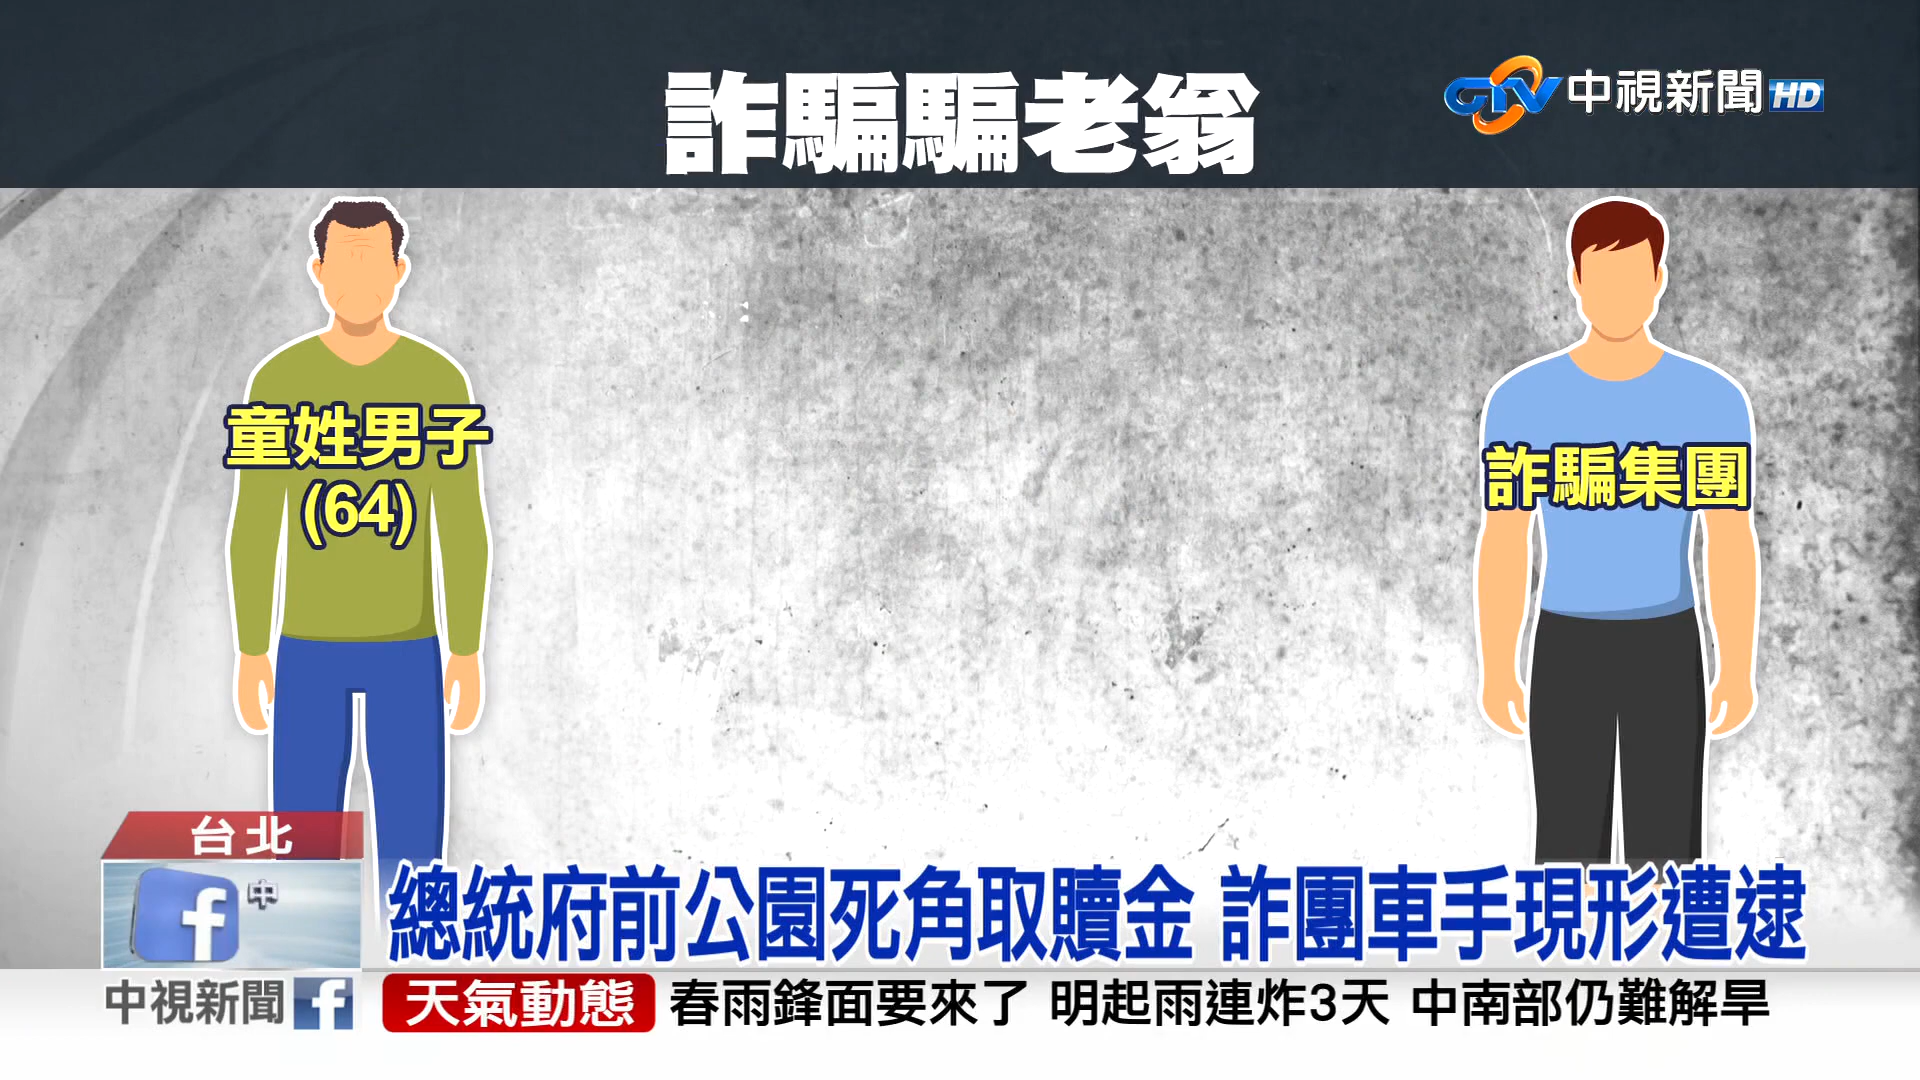 詐騙騙老翁
CTV 中視新聞 HD
童姓男子
(64)
詐騙集團
台北
f 中
總統府前公園死角取贖金 詐團車手現形遭逮
中視新聞 f
天氣動態 春雨鋒面要來了 明起雨連炸3天 中南部仍難解旱